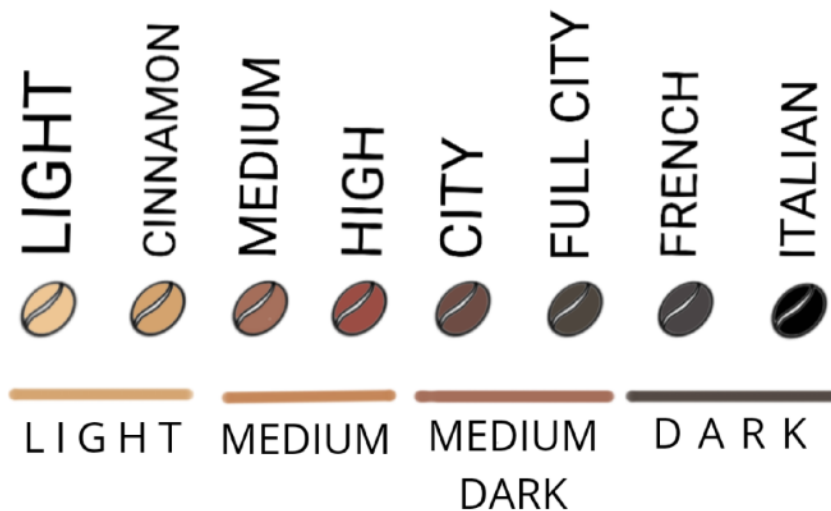 LIGHT
CINNAMON
MEDIUM
HIGH
CITY
FULL CITY
FRENCH
ITALIAN
LIGHT
MEDIUM
MEDIUM
DARK
DARK